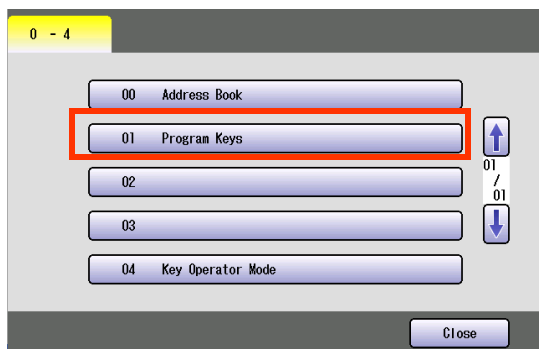 0 - 4
00 Address Book
01 Program Keys
02
03
04 Key Operator Mode
01
/
01
Close